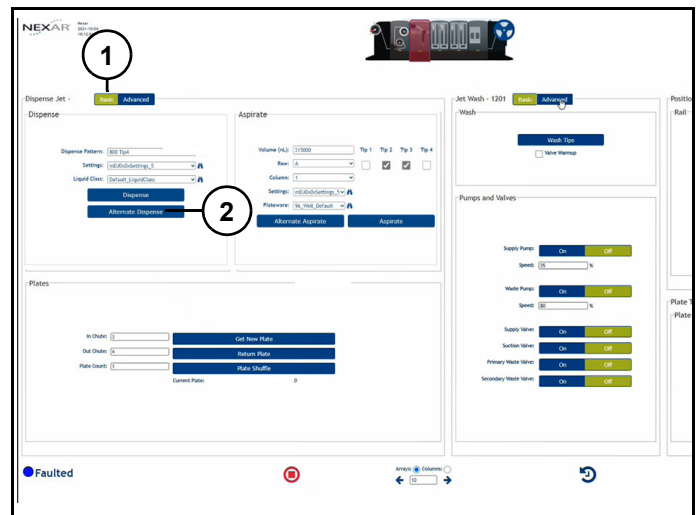 NEXAR
1
Dispense Jet -
Basic Advanced
Dispense
Dispense Pattern: 800 Tip4
Settings: mDJ0x0xSettings_5
Liquid Class: Default_LiquidClass
Dispense
Alternate Dispense
2
Aspirate
Volume (nL): 315000
Tip 1 Tip 2 Tip 3 Tip 4
Row: A
Column: 1
Settings:
Plateware: 96_Well_Default
Alternate Aspirate Aspirate
Plates
In Chute: 3 Get New Plate
Out Chute: 4 Return Plate
Plate Count: 1 Plate Shuffle
Current Plate: 0
Jet Wash - 1201 Basic Advanced
Wash
Wash Tips
Valve Warmup
Pumps and Valves
Supply Pump: On Off
Speed: 35 %
Waste Pump: On Off
Speed: 80 %
Supply Valve: On Off
Suction Valve: On Off
Primary Waste Valve: On Off
Secondary Waste Valve: On Off
Positio
Rail
Plate T
Plate
Faulted
Arrays: Columns:
10